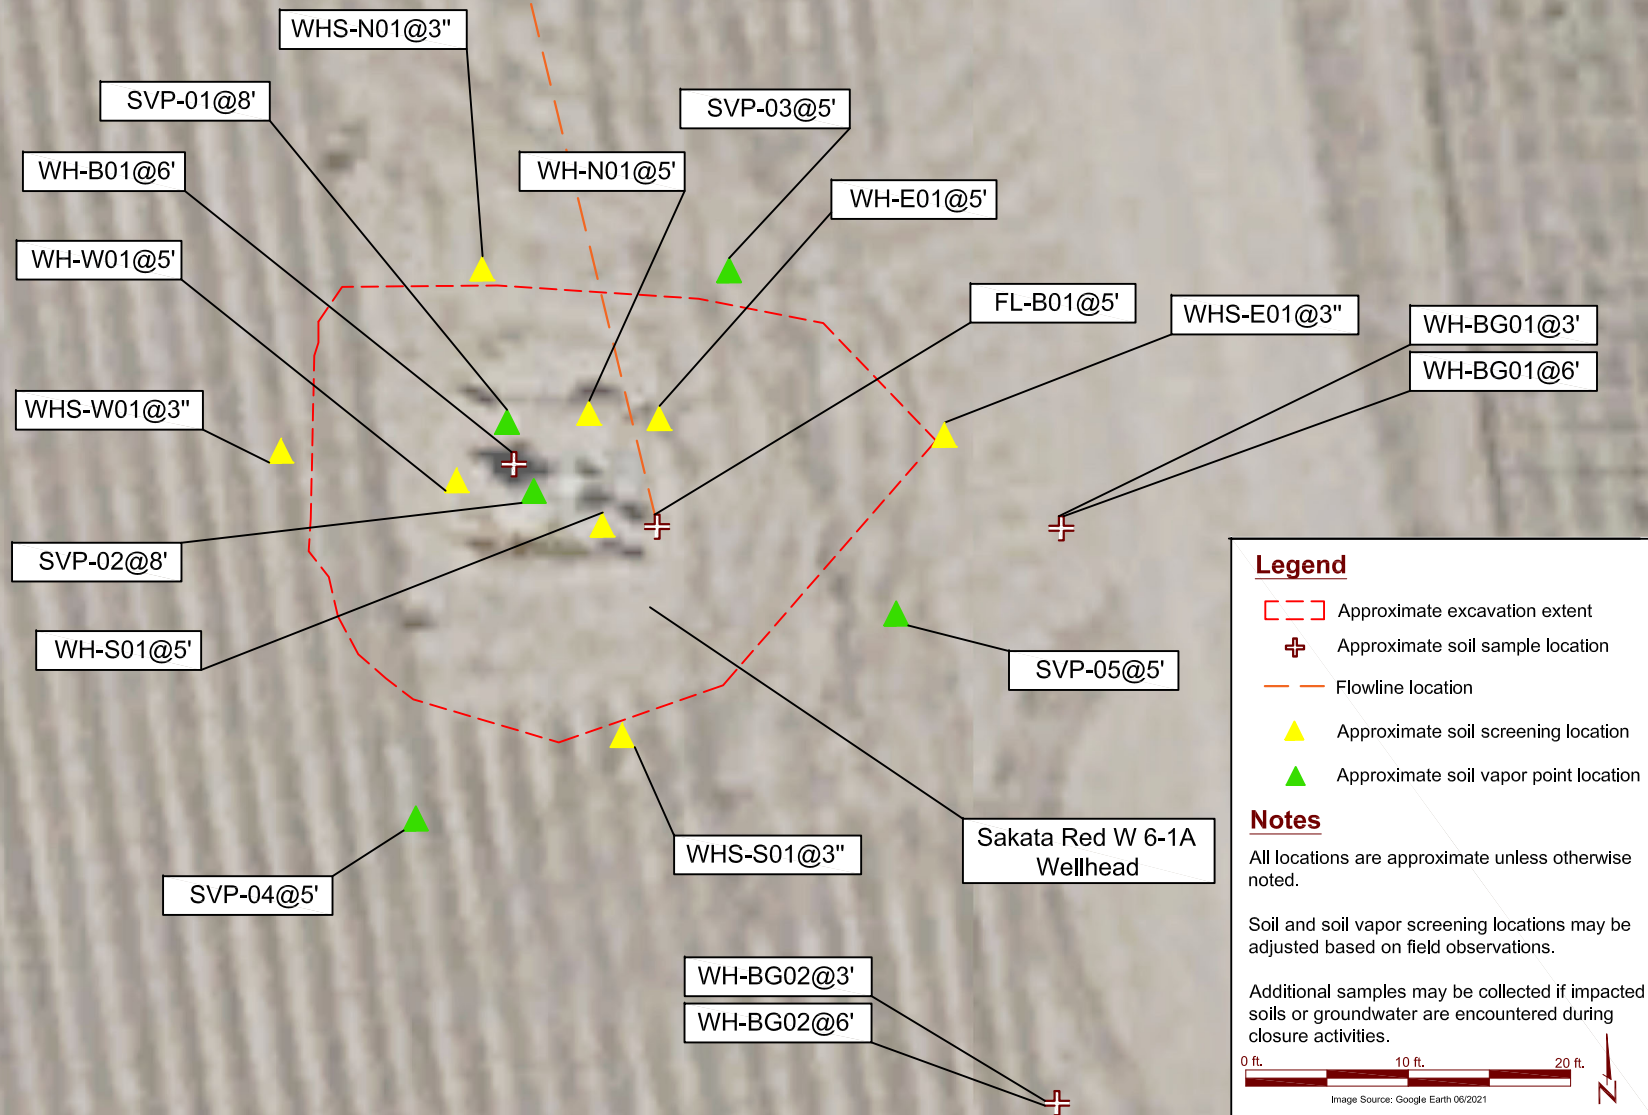 WHS-N01@3"
SVP-01@8'
SVP-03@5'
WH-B01@6'
WH-N01@5'
WH-E01@5'
WH-W01@5'
FL-B01@5'
WHS-E01@3"
WH-BG01@3'
WH-BG01@6'
WHS-W01@3"
SVP-02@8'
WH-S01@5'
SVP-05@5'
WHS-S01@3"
Sakata Red W 6-1A
Wellhead
SVP-04@5'
WH-BG02@3'
WH-BG02@6'
Legend
Approximate excavation extent
Approximate soil sample location
Flowline location
Approximate soil screening location
Approximate soil vapor point location
Notes
All locations are approximate unless otherwise
noted.
Soil and soil vapor screening locations may be
adjusted based on field observations.
Additional samples may be collected if impacted
soils or groundwater are encountered during
closure activities.
0 ft. 10 ft. 20 ft.
N
Image Source: Google Earth 06/2021